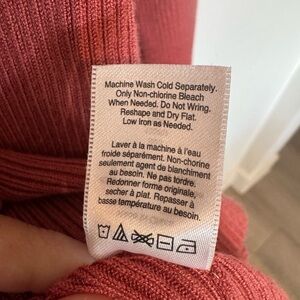 Machine Wash Cold Separately.
Only Non-chlorine Bleach
When Needed. Do Not Wring.
Reshape and Dry Flat.
Low Iron as Needed.
Laver à la machine à l'eau
froide séparément. Non-chorine
seulement agent de blanchiment
au besoin. Ne pas tordre.
Redonner forme originale,
secher à plat. Repasser à
basse température au besoin.